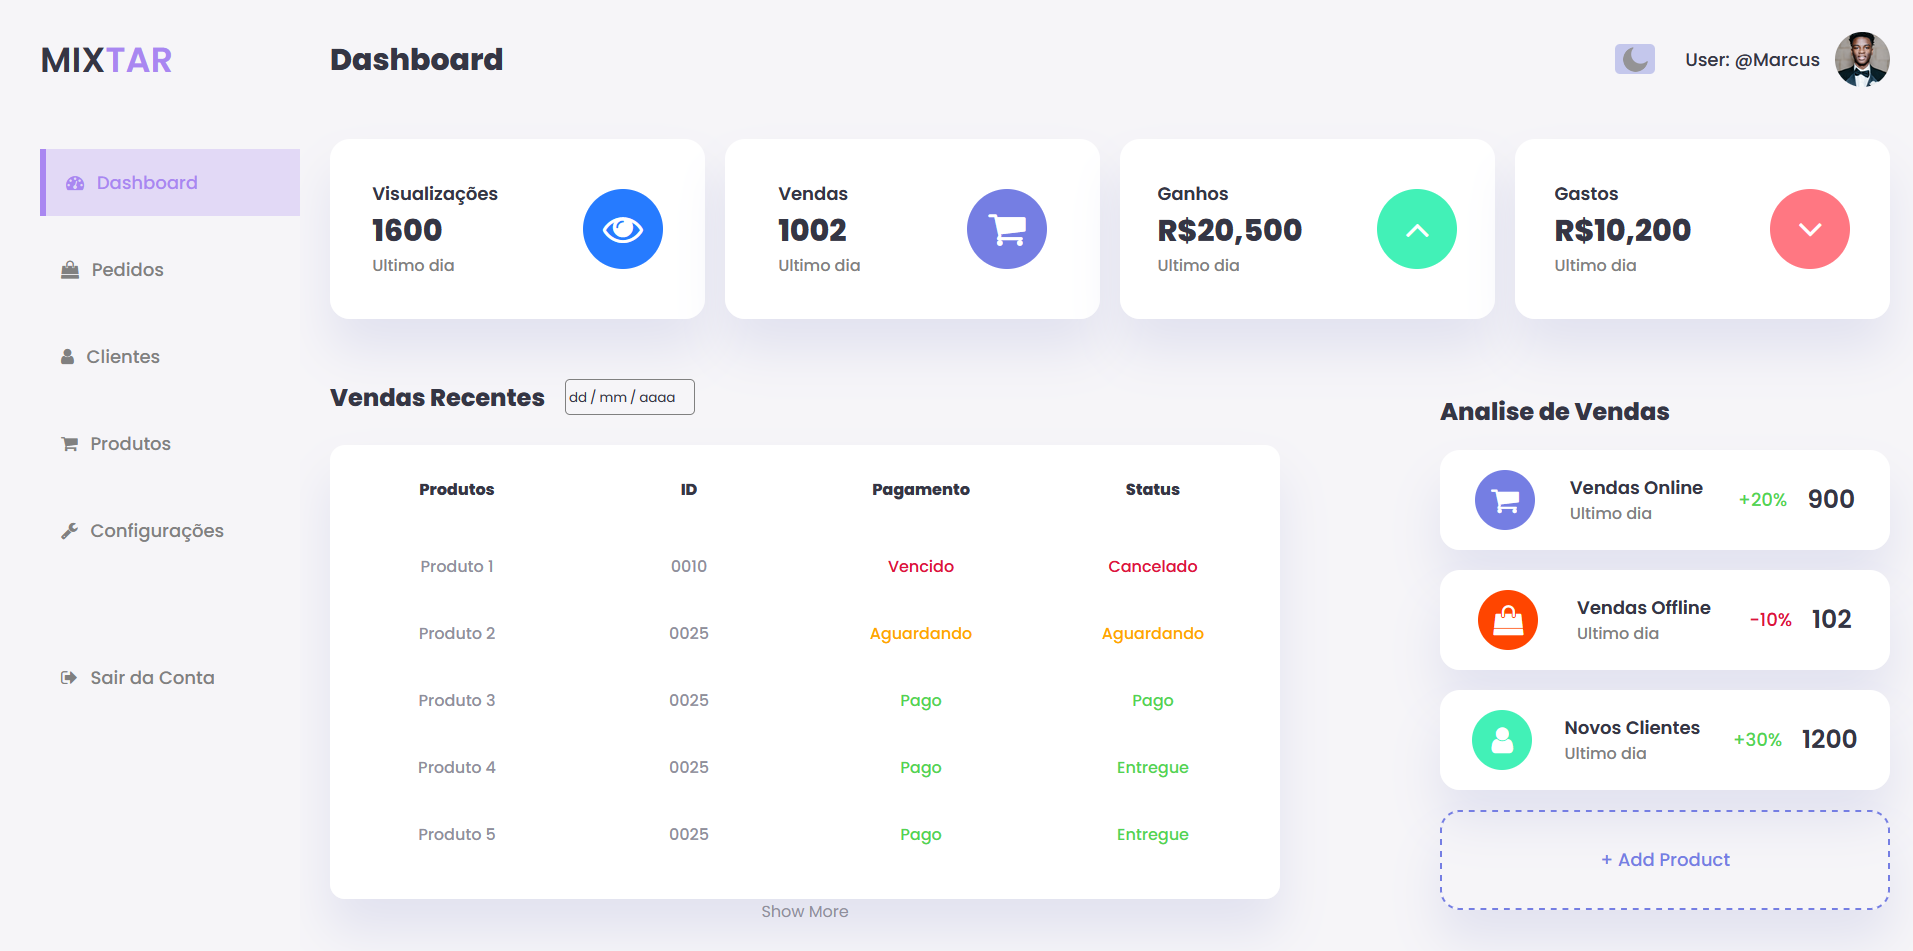 MIXTAR
Dashboard
User: @Marcus
Dashboard
Pedidos
Clientes
Produtos
Configurações
Sair da Conta
Visualizações
1600
Ultimo dia
Vendas
1002
Ultimo dia
Ganhos
R$20,500
Ultimo dia
Gastos
R$10,200
Ultimo dia
Vendas Recentes dd / mm / aaaa
Produtos ID Pagamento Status
Produto 1 0010 Vencido Cancelado
Produto 2 0025 Aguardando Aguardando
Produto 3 0025 Pago Pago
Produto 4 0025 Pago Entregue
Produto 5 0025 Pago Entregue
Show More
Analise de Vendas
Vendas Online
Ultimo dia
+20% 900
Vendas Offline
Ultimo dia
-10% 102
Novos Clientes
Ultimo dia
+30% 1200
+ Add Product